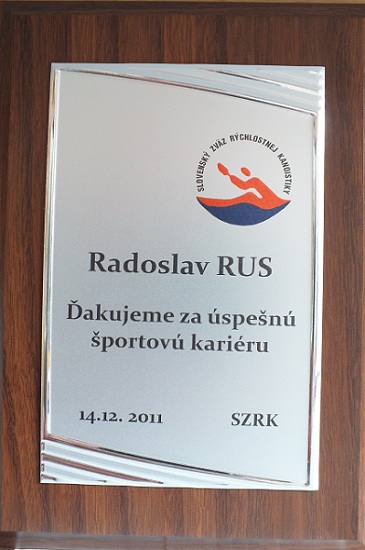 SLOVENSKÝ ZVÄZ RÝCHLOSTNEJ KANOISTIKY
Radoslav RUS
Ďakujeme za úspešnú
športovú kariéru
14.12. 2011 SZRK